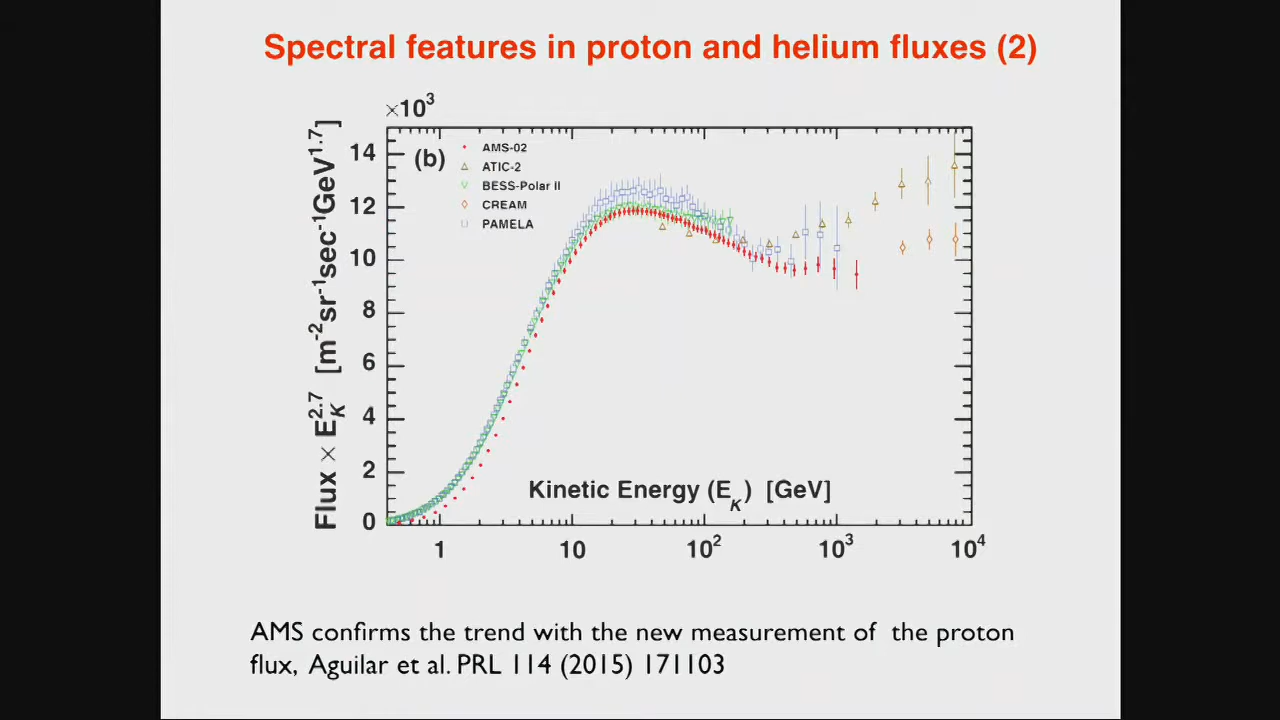 Spectral features in proton and helium fluxes (2)
×10³
Flux × E_K^2.7 [m⁻²sr⁻¹sec⁻¹GeV^1.7]
14
12
10
8
6
4
2
0
(b)
AMS-02
ATIC-2
BESS-Polar II
CREAM
PAMELA
Kinetic Energy (E_K) [GeV]
1 10 10² 10³ 10⁴
AMS confirms the trend with the new measurement of the proton
flux, Aguilar et al. PRL 114 (2015) 171103